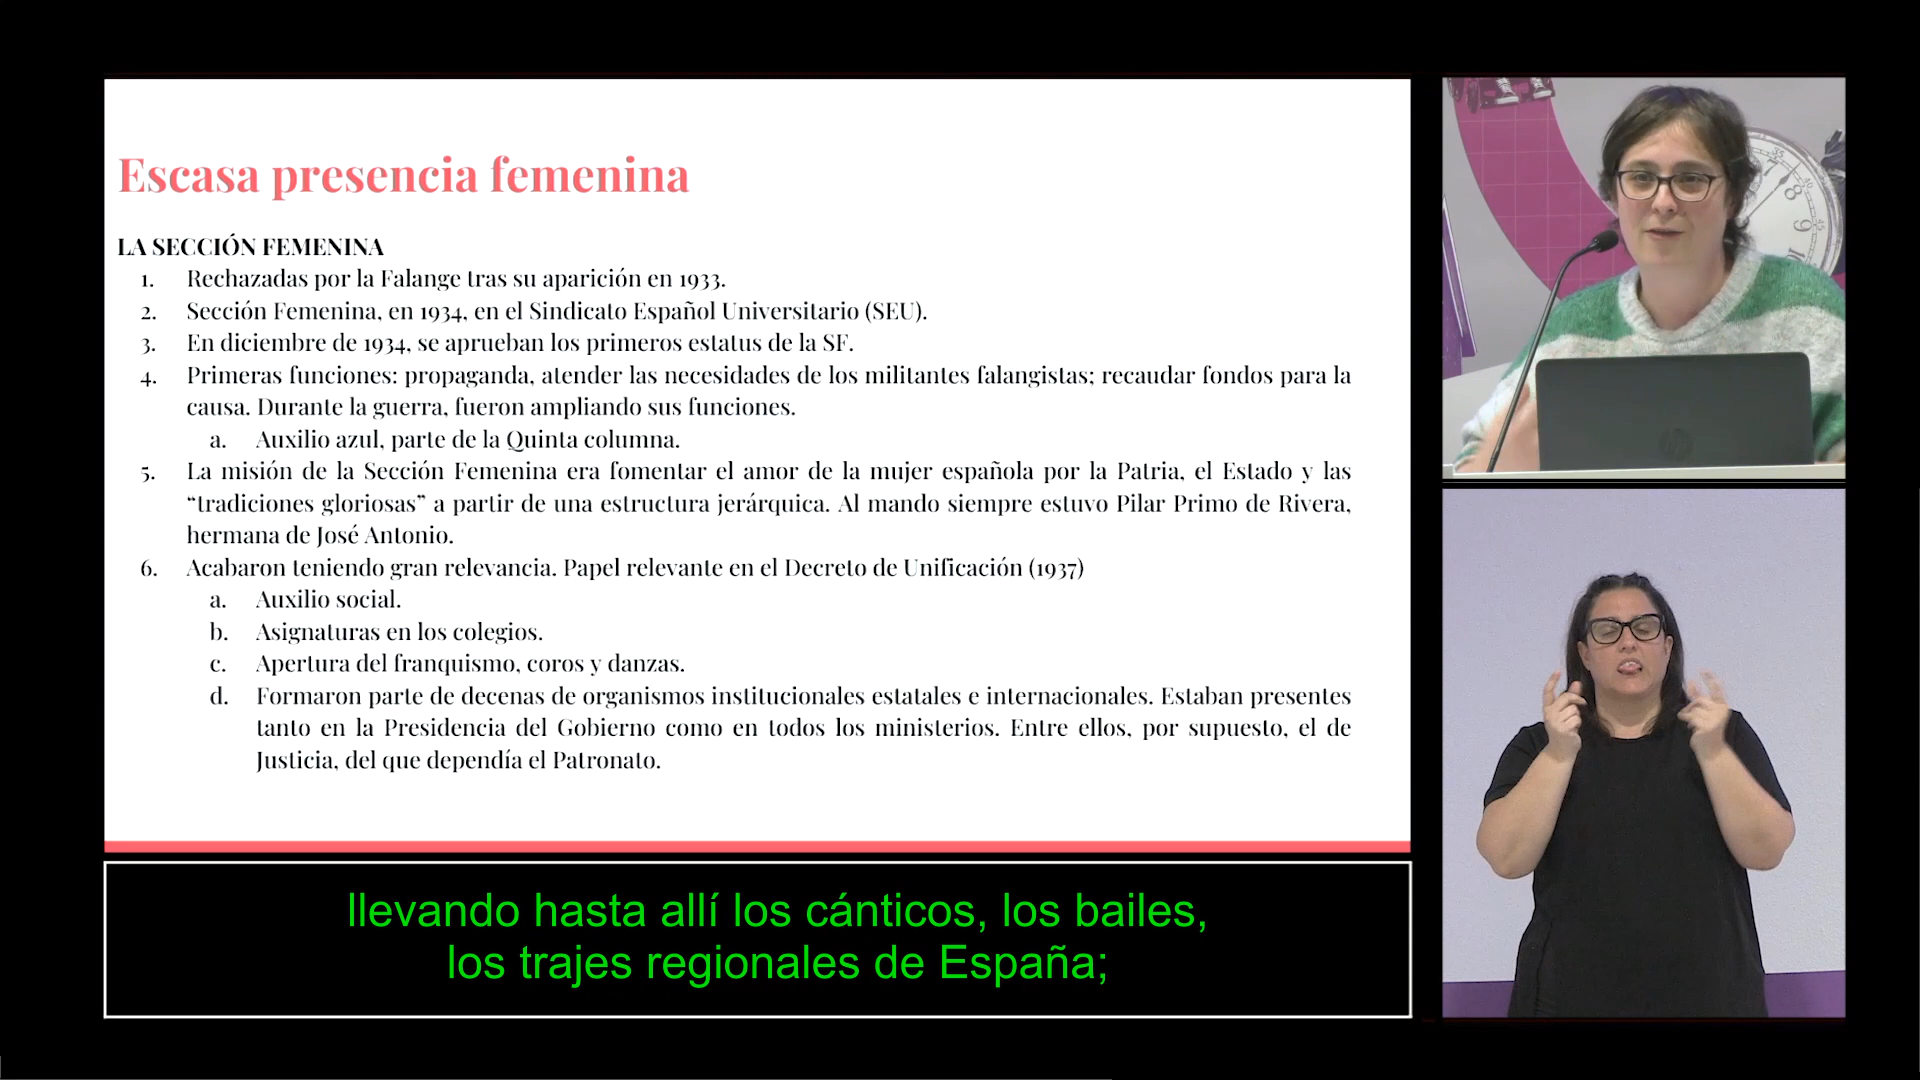 Escasa presencia femenina
LA SECCIÓN FEMENINA
1. Rechazadas por la Falange tras su aparición en 1933.
2. Sección Femenina, en 1934, en el Sindicato Español Universitario (SEU).
3. En diciembre de 1934, se aprueban los primeros estatus de la SF.
4. Primeras funciones: propaganda, atender las necesidades de los militantes falangistas; recaudar fondos para la
causa. Durante la guerra, fueron ampliando sus funciones.
a. Auxilio azul, parte de la Quinta columna.
5. La misión de la Sección Femenina era fomentar el amor de la mujer española por la Patria, el Estado y las
“tradiciones gloriosas” a partir de una estructura jerárquica. Al mando siempre estuvo Pilar Primo de Rivera,
hermana de José Antonio.
6. Acabaron teniendo gran relevancia. Papel relevante en el Decreto de Unificación (1937)
a. Auxilio social.
b. Asignaturas en los colegios.
c. Apertura del franquismo, coros y danzas.
d. Formaron parte de decenas de organismos institucionales estatales e internacionales. Estaban presentes
tanto en la Presidencia del Gobierno como en todos los ministerios. Entre ellos, por supuesto, el de
Justicia, del que dependía el Patronato.
llevando hasta allí los cánticos, los bailes,
los trajes regionales de España;